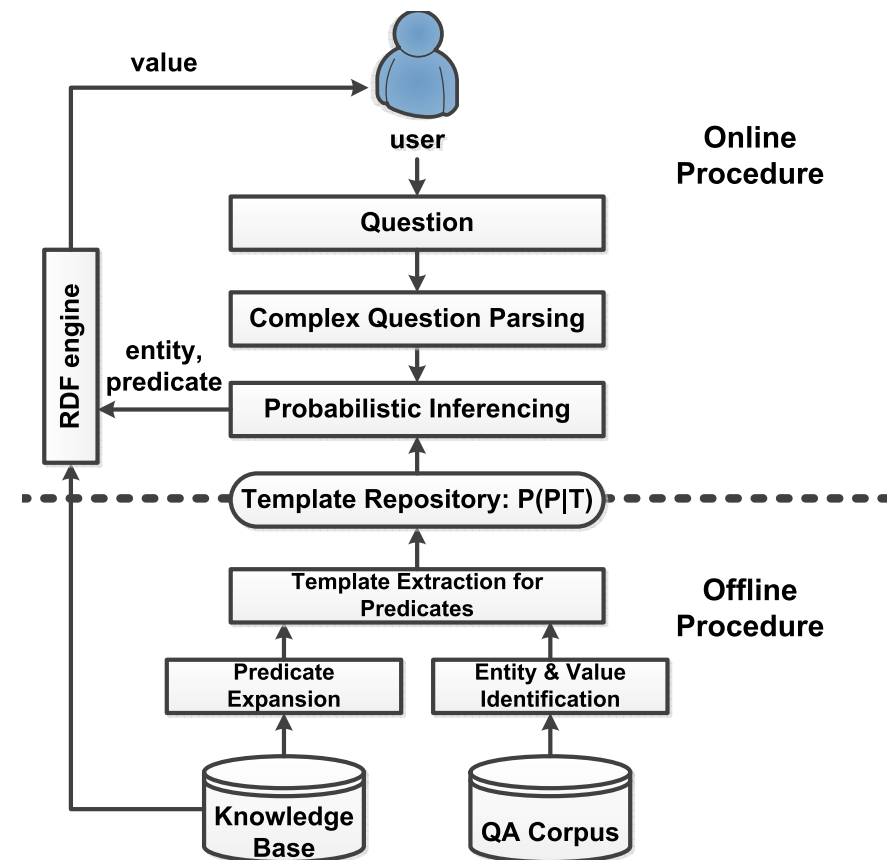 value
user
Online
Procedure
Question
Complex Question Parsing
RDF engine
entity,
predicate
Probabilistic Inferencing
Template Repository: P(P|T)
Template Extraction for
Predicates
Offline
Procedure
Predicate
Expansion
Entity & Value
Identification
Knowledge
Base
QA Corpus